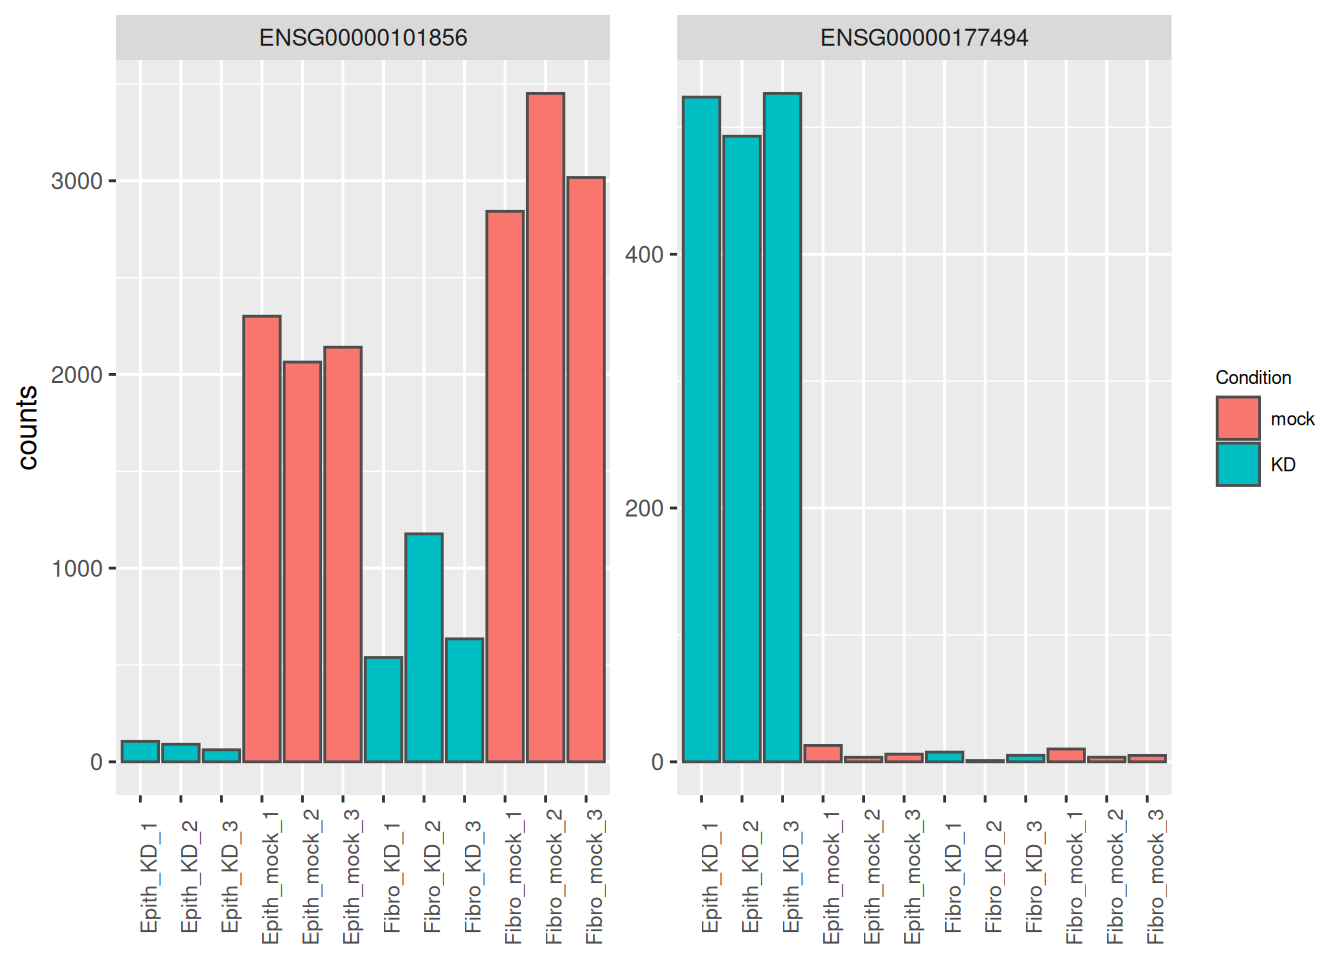 ENSG00000101856
ENSG00000177494
counts
3000
2000
1000
0
400
200
0
Epith_KD_1
Epith_KD_2
Epith_KD_3
Epith_mock_1
Epith_mock_2
Epith_mock_3
Fibro_KD_1
Fibro_KD_2
Fibro_KD_3
Fibro_mock_1
Fibro_mock_2
Fibro_mock_3
Epith_KD_1
Epith_KD_2
Epith_KD_3
Epith_mock_1
Epith_mock_2
Epith_mock_3
Fibro_KD_1
Fibro_KD_2
Fibro_KD_3
Fibro_mock_1
Fibro_mock_2
Fibro_mock_3
Condition
mock
KD